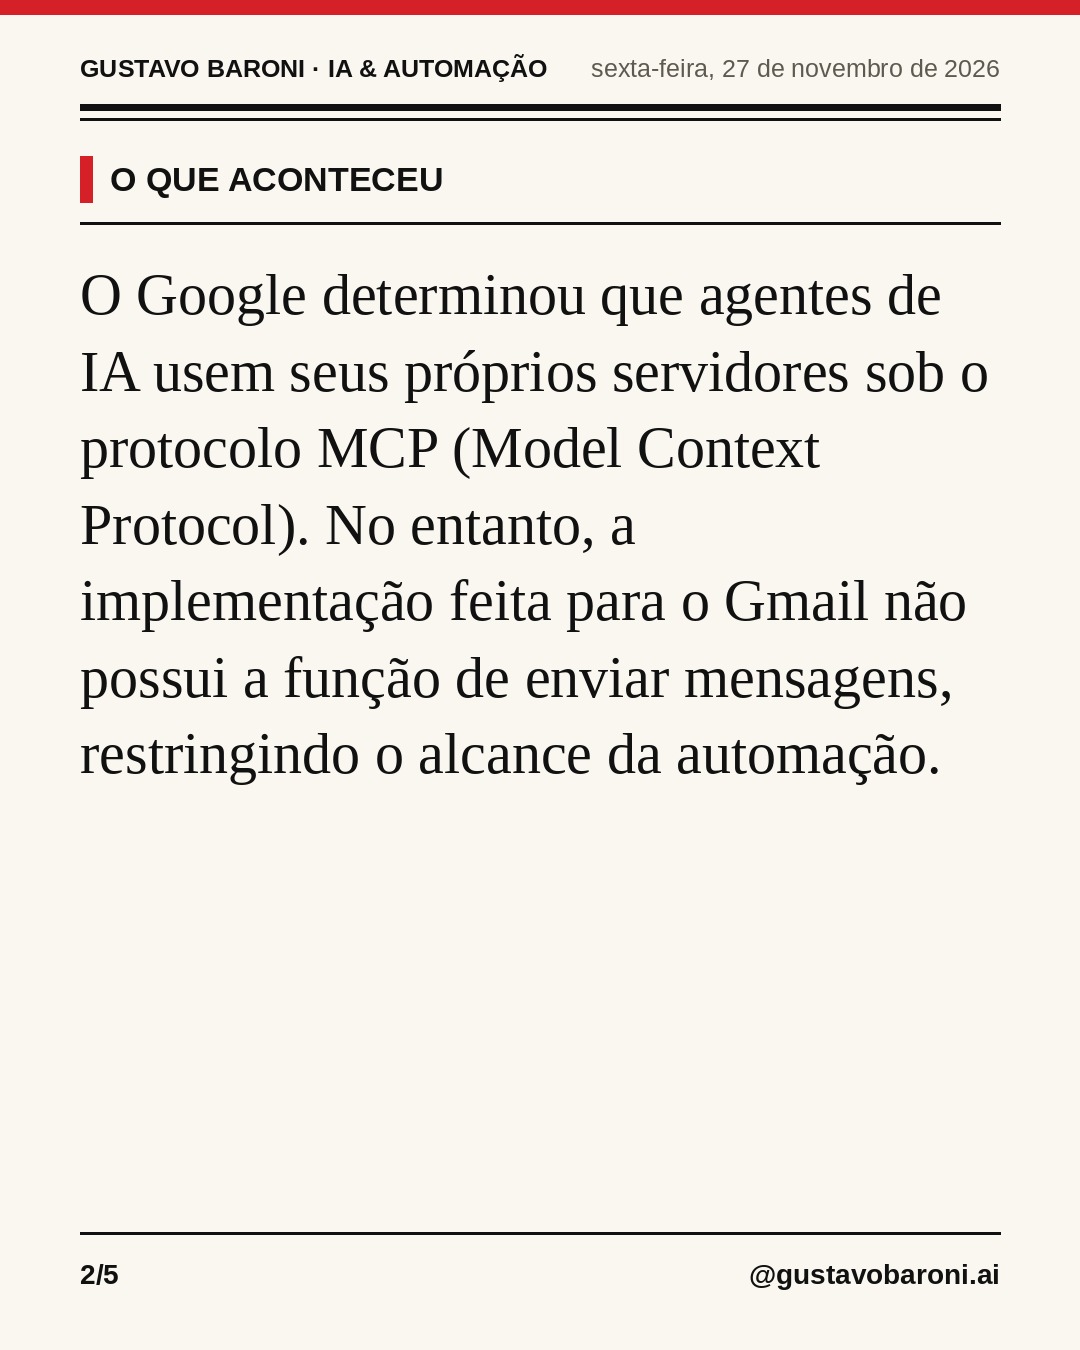 GUSTAVO BARONI · IA & AUTOMAÇÃO
sexta-feira, 27 de novembro de 2026
O QUE ACONTECEU
O Google determinou que agentes de
IA usem seus próprios servidores sob o
protocolo MCP (Model Context
Protocol). No entanto, a
implementação feita para o Gmail não
possui a função de enviar mensagens,
restringindo o alcance da automação.
2/5
@gustavobaroni.ai